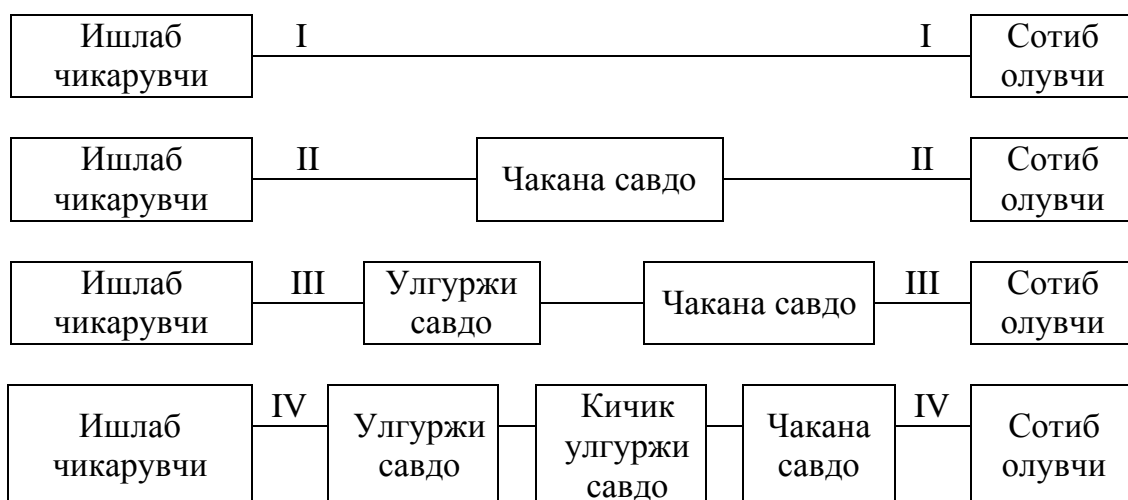 Ишлаб чикарувчи
I
I
Сотиб олувчи
Ишлаб чикарувчи
II
Чакана савдо
II
Сотиб олувчи
Ишлаб чикарувчи
III
Улгуржи савдо
Чакана савдо
III
Сотиб олувчи
Ишлаб чикарувчи
IV
Улгуржи савдо
Кичик улгуржи савдо
Чакана савдо
IV
Сотиб олувчи